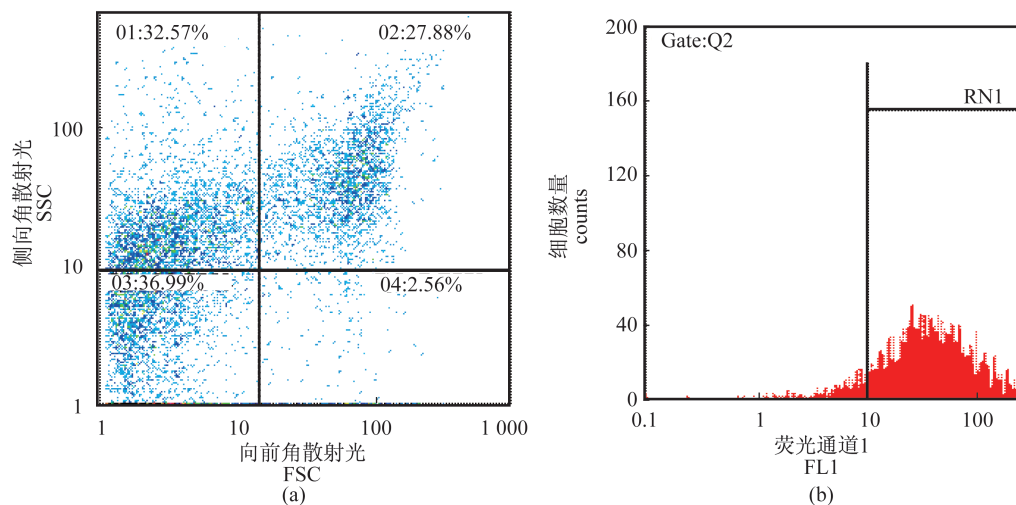 01:32.57%
02:27.88%
03:36.99%
04:2.56%
100
10
1
侧向角散射光
SSC
1
10
100
1 000
向前角散射光
FSC
(a)
Gate:Q2
RN1
200
160
120
80
40
0
细胞数量
counts
0.1
1
10
100
荧光通道1
FL1
(b)